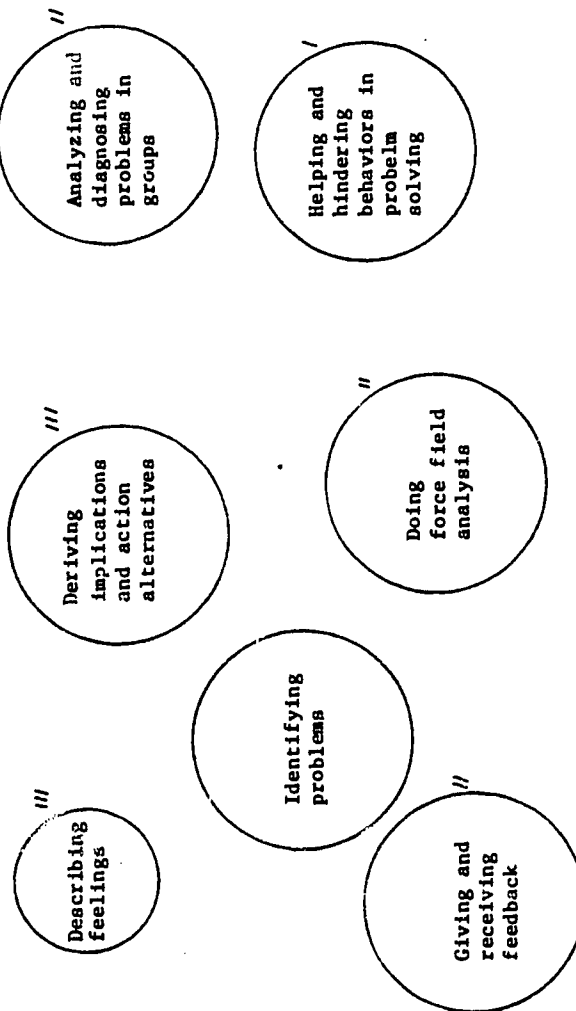 Describing
feelings
///
Deriving
implications
and action
alternatives
///
Analyzing and
diagnosing
problems in
groups
//
Identifying
problems
Helping and
hindering
behaviors in
probelm
solving
/
Doing
force field
analysis
//
Giving and
receiving
feedback
//